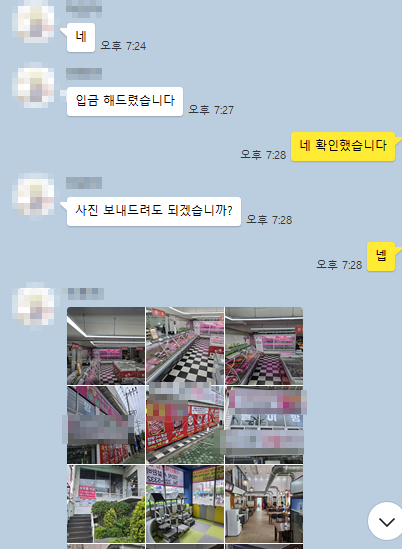 네
오후 7:24
입금 해드렸습니다
오후 7:27
오후 7:28
네 확인했습니다
사진 보내드려도 되겠습니까?
오후 7:28
오후 7:28
넵